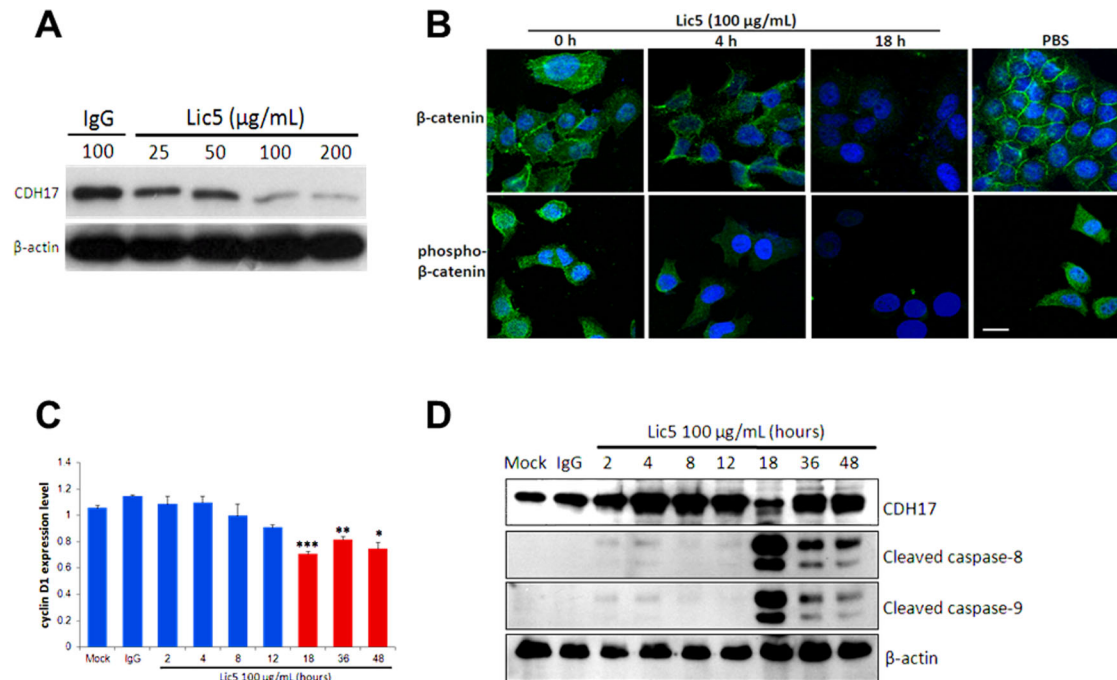 A
IgG Lic5 (µg/mL)
100 25 50 100 200
CDH17
β-actin
B
Lic5 (100 µg/mL)
0 h 4 h 18 h PBS
β-catenin
phospho-
β-catenin
C
cyclin D1 expression level
1.4
1.2
1
0.8
0.6
0.4
0.2
0
*** ** *
Mock IgG 2 4 8 12 18 36 48
Lic5 100 µg/mL (hours)
D
Lic5 100 µg/mL (hours)
Mock IgG 2 4 8 12 18 36 48
CDH17
Cleaved caspase-8
Cleaved caspase-9
β-actin